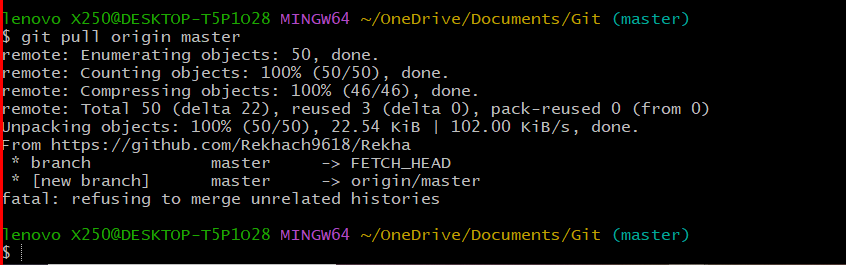 lenovo X250@DESKTOP-T5P1O28 MINGW64 ~/OneDrive/Documents/Git (master)
$ git pull origin master
remote: Enumerating objects: 50, done.
remote: Counting objects: 100% (50/50), done.
remote: Compressing objects: 100% (46/46), done.
remote: Total 50 (delta 22), reused 3 (delta 0), pack-reused 0 (from 0)
Unpacking objects: 100% (50/50), 22.54 KiB | 102.00 KiB/s, done.
From https://github.com/Rekhach9618/Rekha
 * branch            master     -> FETCH_HEAD
 * [new branch]      master     -> origin/master
fatal: refusing to merge unrelated histories
lenovo X250@DESKTOP-T5P1O28 MINGW64 ~/OneDrive/Documents/Git (master)
$